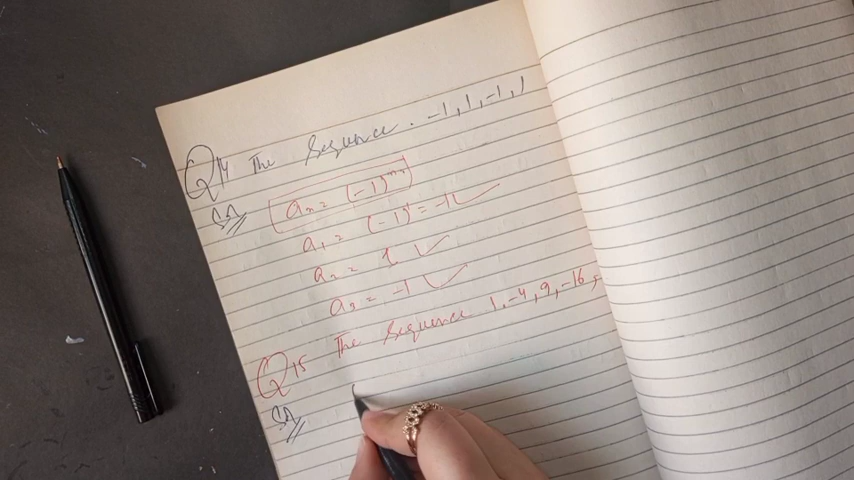 Q14 The Sequence. -1, 1, -1, 1
Sol
aₙ = (-1)ⁿ
a₁ = (-1)¹ = -1 ✓
a₂ = 1 ✓
a₃ = -1 ✓
Q15 The Sequence 1, -4, 9, -16,
Sol